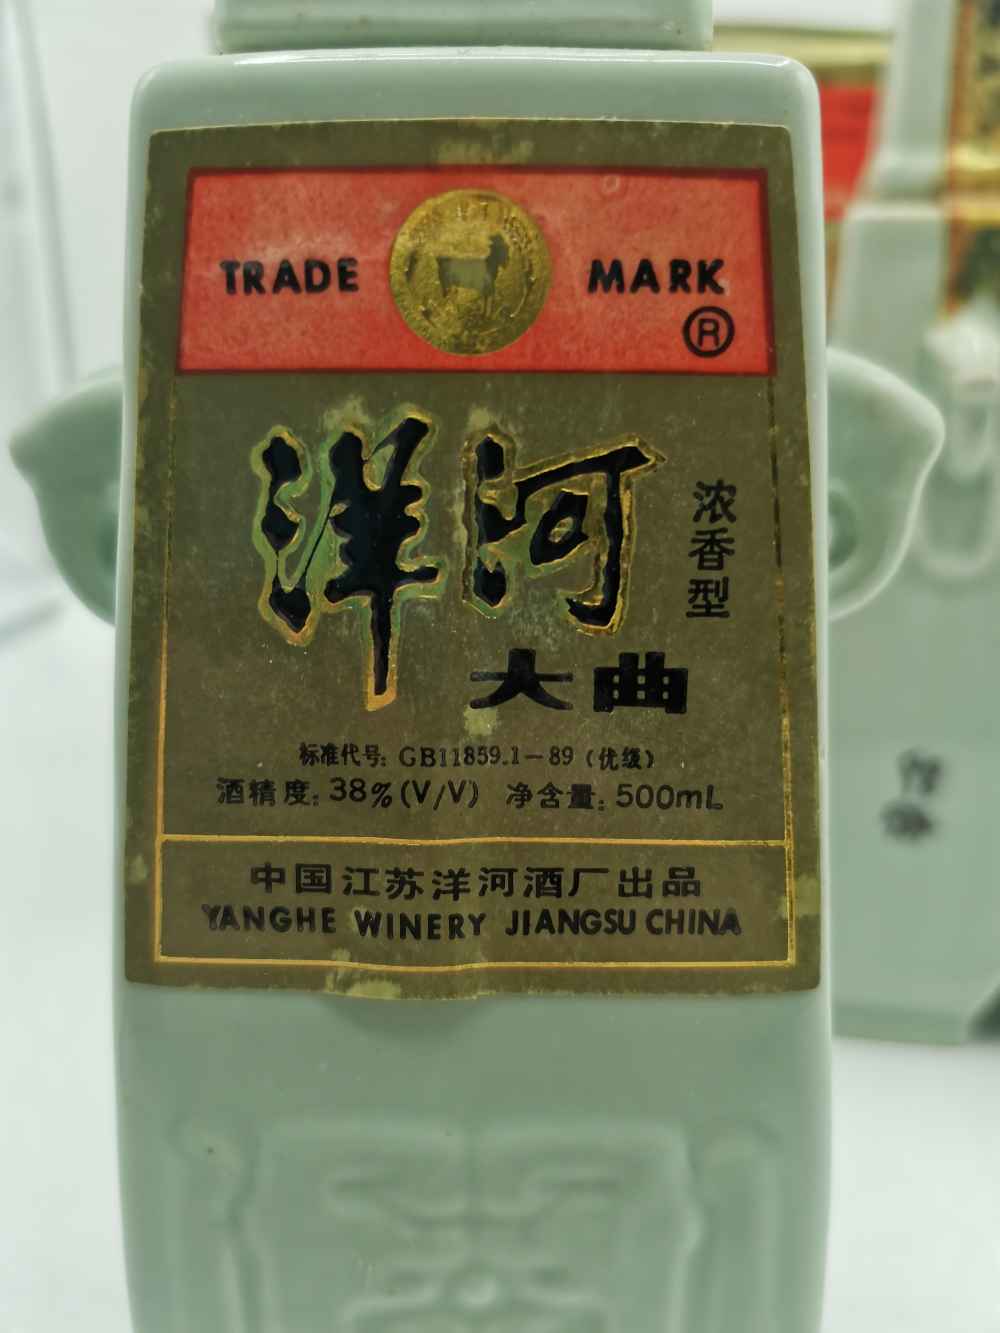 TRADE MARK
®
洋河
浓香型
大曲
标准代号: GB11859.1-89 (优级)
酒精度: 38%(V/V) 净含量: 500mL
中国江苏洋河酒厂出品
YANGHE WINERY JIANGSU CHINA